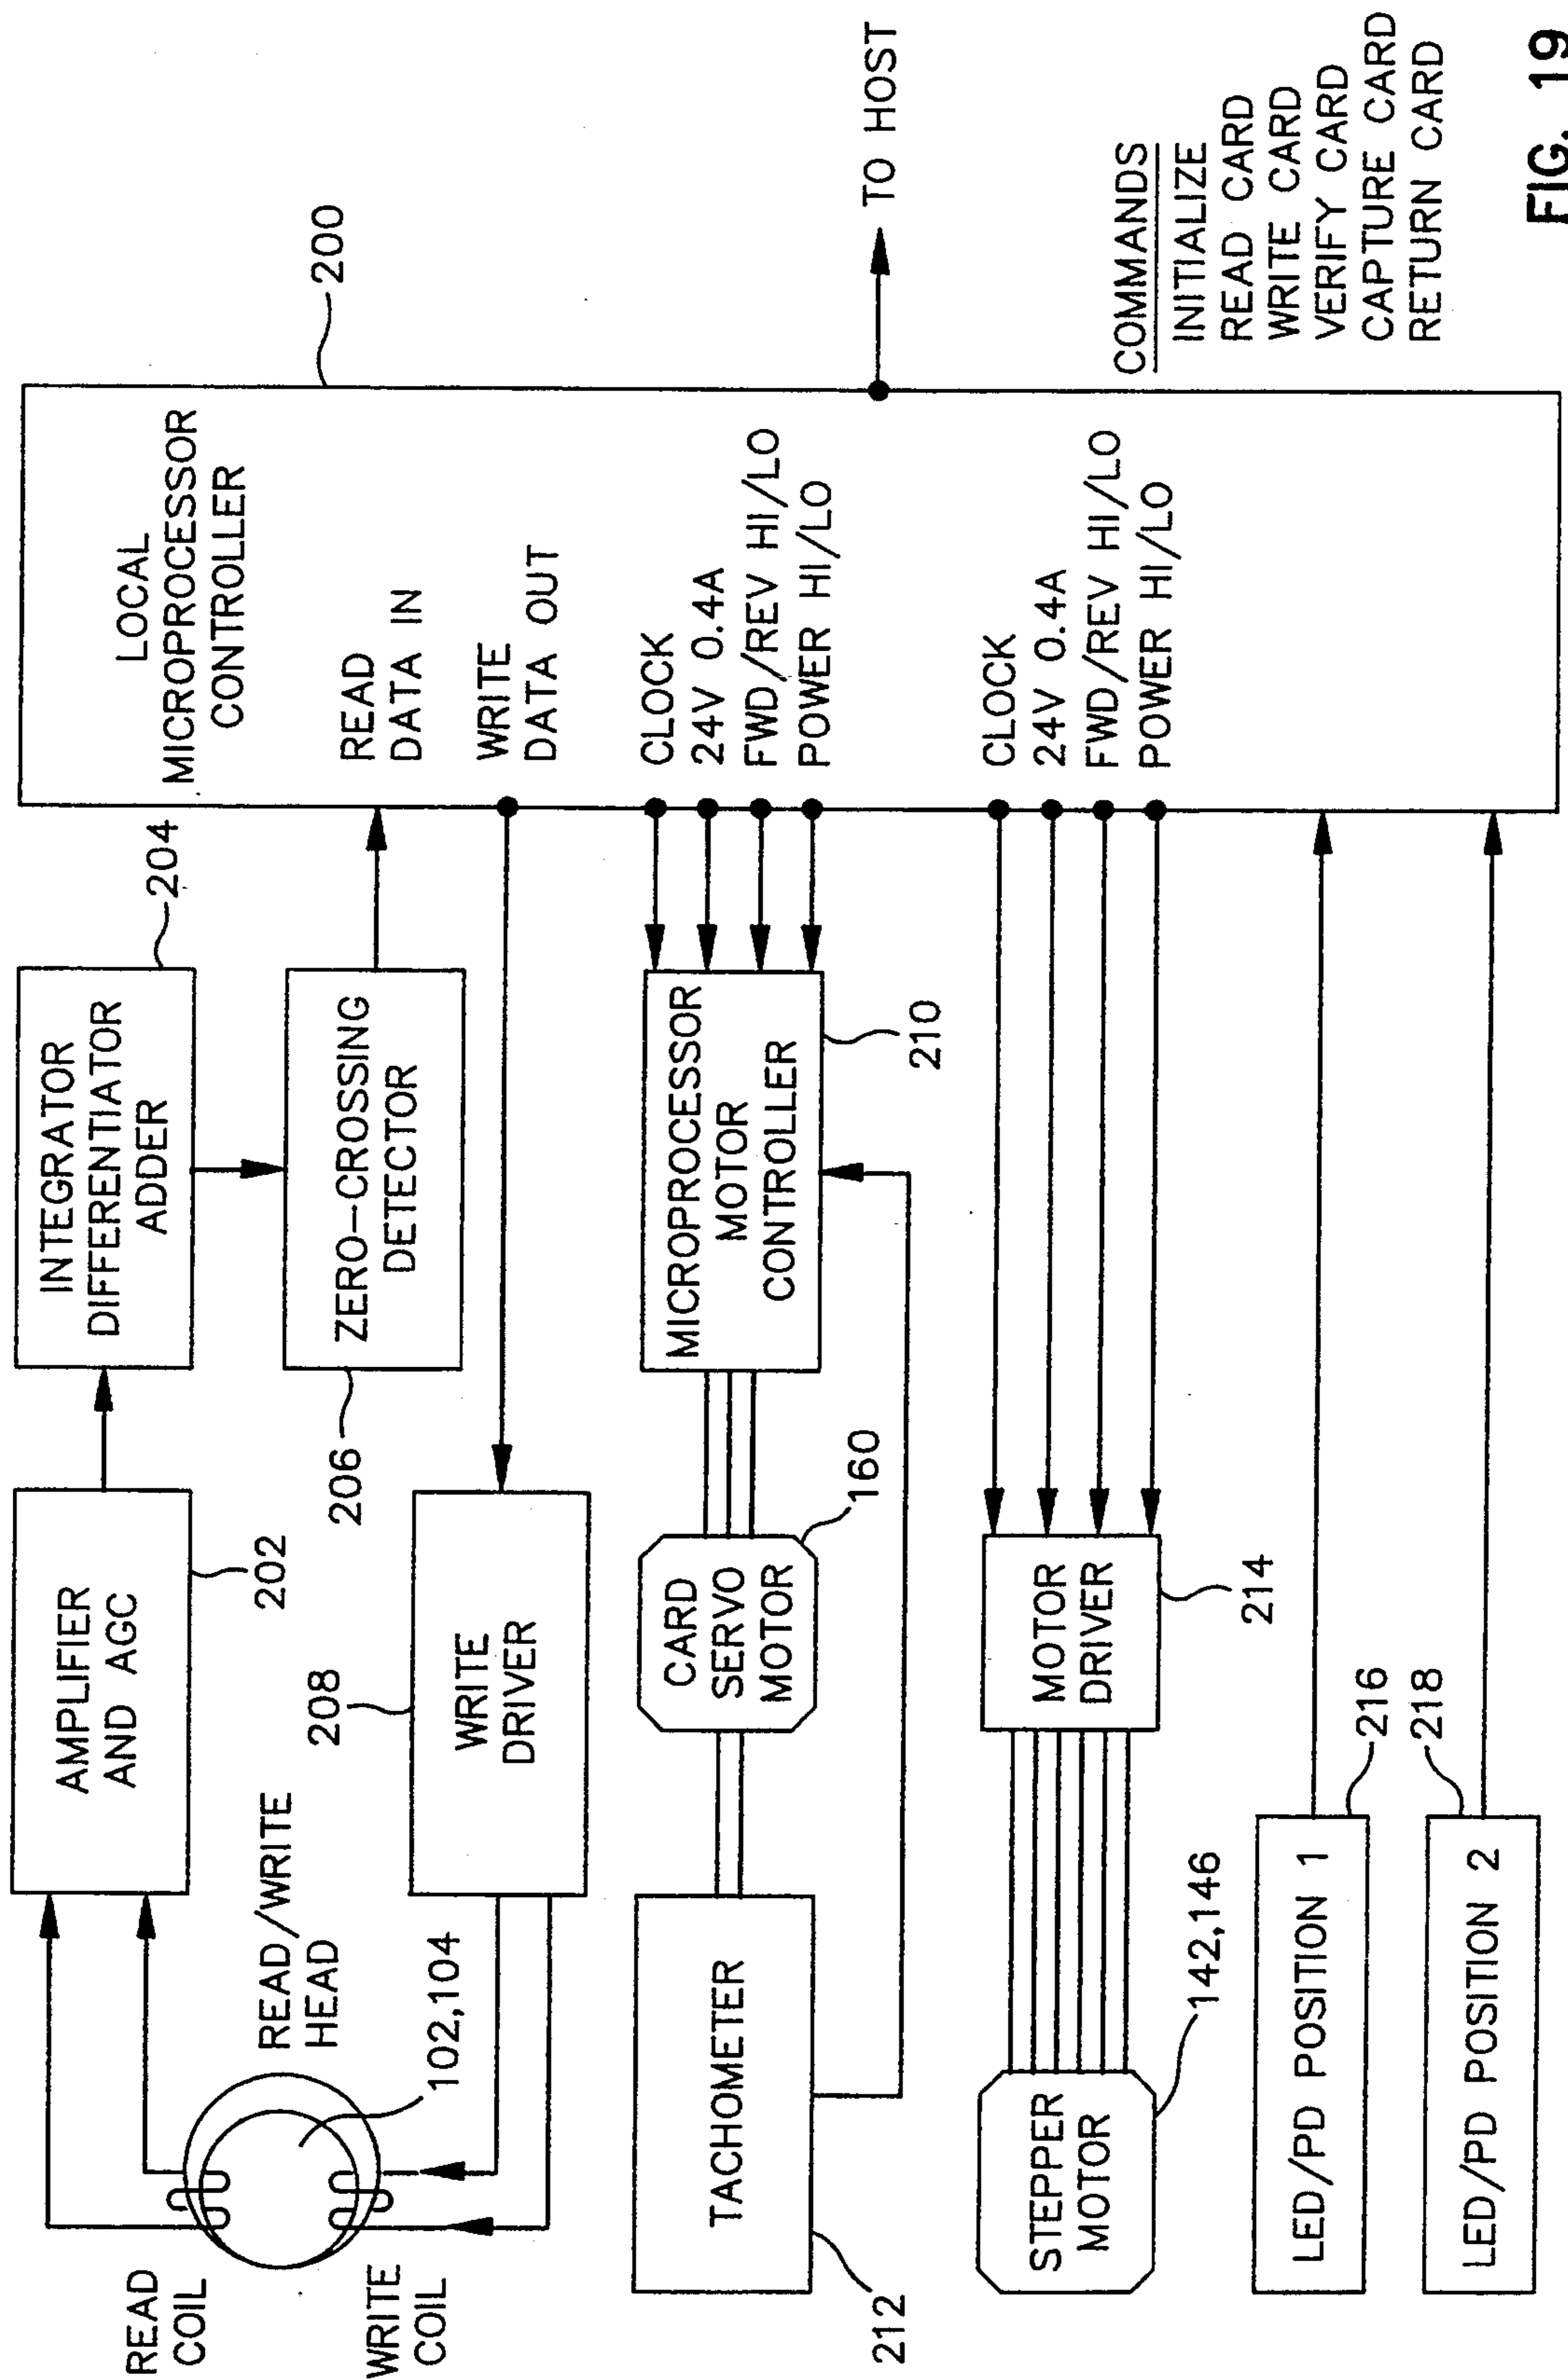 READ
COIL
WRITE
COIL
READ/WRITE
HEAD
102,104
AMPLIFIER
AND AGC
202
INTEGRATOR
DIFFERENTIATOR
ADDER
204
ZERO-CROSSING
DETECTOR
206
WRITE
DRIVER
208
TACHOMETER
212
CARD
SERVO
MOTOR
160
MICROPROCESSOR
MOTOR
CONTROLLER
210
STEPPER
MOTOR
142,146
MOTOR
DRIVER
214
LED/PD POSITION 1
216
LED/PD POSITION 2
218
LOCAL
MICROPROCESSOR
CONTROLLER
200
READ
DATA IN
WRITE
DATA OUT
CLOCK
24V 0.4A
FWD/REV HI/LO
POWER HI/LO
CLOCK
24V 0.4A
FWD/REV HI/LO
POWER HI/LO
TO HOST
COMMANDS
INITIALIZE
READ CARD
WRITE CARD
VERIFY CARD
CAPTURE CARD
RETURN CARD
FIG. 19